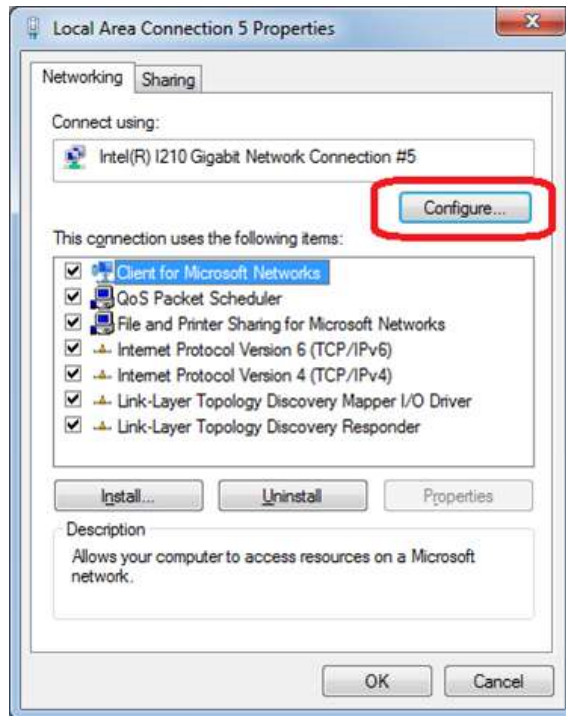 Local Area Connection 5 Properties
Networking
Sharing
Connect using:
Intel(R) I210 Gigabit Network Connection #5
Configure...
This connection uses the following items:
Client for Microsoft Networks
QoS Packet Scheduler
File and Printer Sharing for Microsoft Networks
Internet Protocol Version 6 (TCP/IPv6)
Internet Protocol Version 4 (TCP/IPv4)
Link-Layer Topology Discovery Mapper I/O Driver
Link-Layer Topology Discovery Responder
Install...
Uninstall
Properties
Description
Allows your computer to access resources on a Microsoft
network.
OK
Cancel